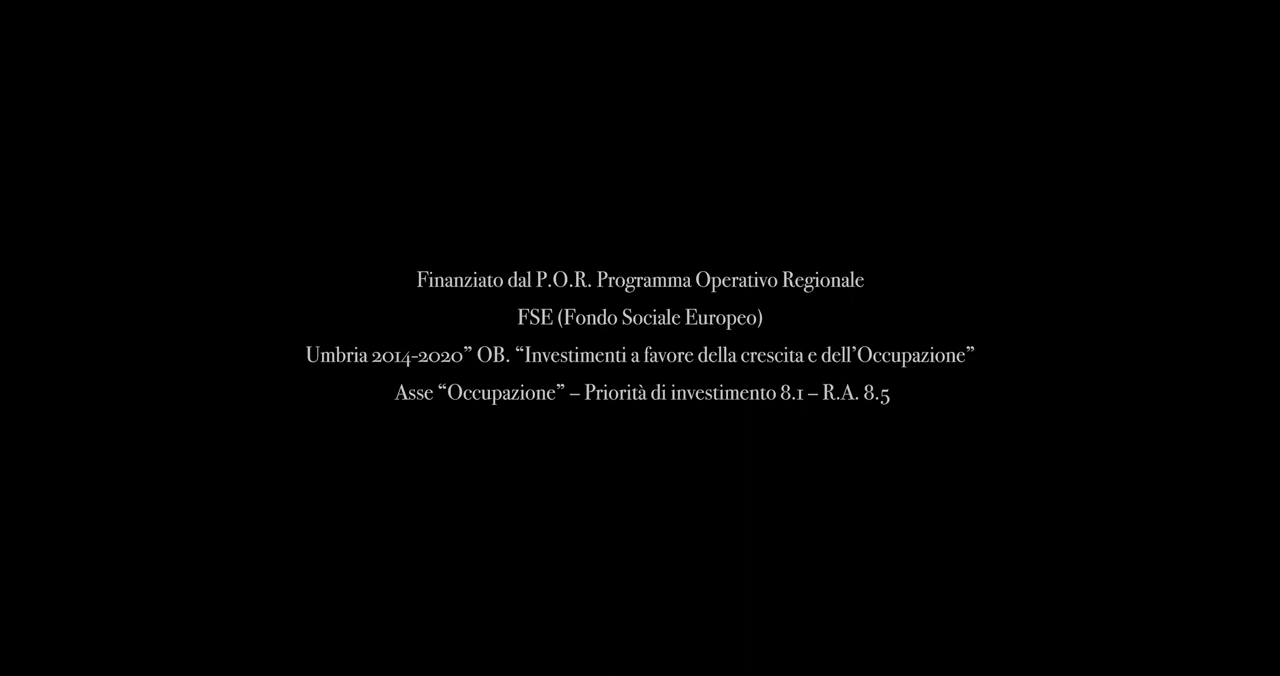 Finanziato dal P.O.R. Programma Operativo Regionale
FSE (Fondo Sociale Europeo)
Umbria 2014-2020” OB. “Investimenti a favore della crescita e dell’Occupazione”
Asse “Occupazione” – Priorità di investimento 8.1 – R.A. 8.5